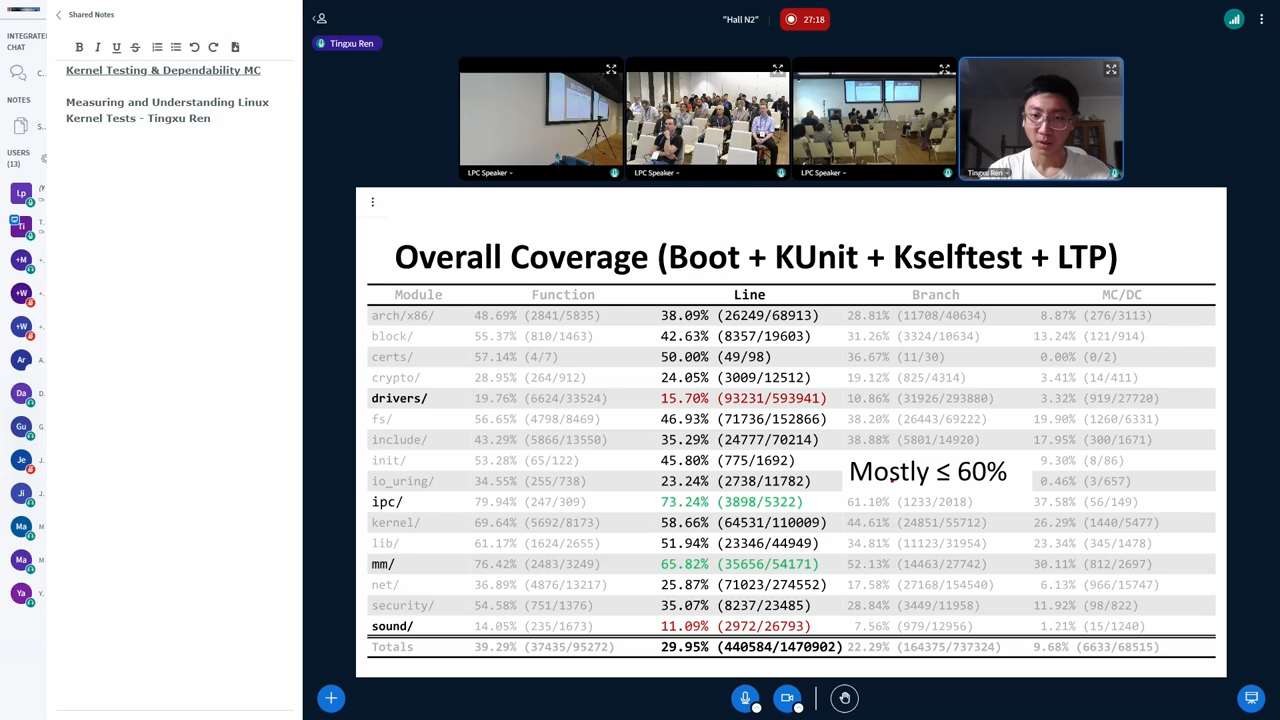 Shared Notes
"Hall N2"
27:18
INTEGRATE
CHAT
C..
NOTES
S...
USERS
(13)
B I U S
Kernel Testing & Dependability MC
Measuring and Understanding Linux
Kernel Tests - Tingxu Ren
Tingxu Ren
LPC Speaker
LPC Speaker
LPC Speaker
Tingxu Ren
Lp
Ti T.
+M
+W
+W
Ar A.
Da D.
Gu G.
Je J.
Ji J.
Ma M
Ma M
Ya Y.
Overall Coverage (Boot + KUnit + Kselftest + LTP)
Module Function Line Branch MC/DC
arch/x86/ 48.69% (2841/5835) 38.09% (26249/68913) 28.81% (11708/40634) 8.87% (276/3113)
block/ 55.37% (810/1463) 42.63% (8357/19603) 31.26% (3324/10634) 13.24% (121/914)
certs/ 57.14% (4/7) 50.00% (49/98) 36.67% (11/30) 0.00% (0/2)
crypto/ 28.95% (264/912) 24.05% (3009/12512) 19.12% (825/4314) 3.41% (14/411)
drivers/ 19.76% (6624/33524) 15.70% (93231/593941) 10.86% (31926/293880) 3.32% (919/27720)
fs/ 56.65% (4798/8469) 46.93% (71736/152866) 38.20% (26443/69222) 19.90% (1260/6331)
include/ 43.29% (5866/13550) 35.29% (24777/70214) 38.88% (5801/14920) 17.95% (300/1671)
init/ 53.28% (65/122) 45.80% (775/1692) 9.30% (8/86)
Mostly ≤ 60%
io_uring/ 34.55% (255/738) 23.24% (2738/11782) 0.46% (3/657)
ipc/ 79.94% (247/309) 73.24% (3898/5322) 61.10% (1233/2018) 37.58% (56/149)
kernel/ 69.64% (5692/8173) 58.66% (64531/110009) 44.61% (24851/55712) 26.29% (1440/5477)
lib/ 61.17% (1624/2655) 51.94% (23346/44949) 34.81% (11123/31954) 23.34% (345/1478)
mm/ 76.42% (2483/3249) 65.82% (35656/54171) 52.13% (14463/27742) 30.11% (812/2697)
net/ 36.89% (4876/13217) 25.87% (71023/274552) 17.58% (27168/154540) 6.13% (966/15747)
security/ 54.58% (751/1376) 35.07% (8237/23485) 28.84% (3449/11958) 11.92% (98/822)
sound/ 14.05% (235/1673) 11.09% (2972/26793) 7.56% (979/12956) 1.21% (15/1240)
Totals 39.29% (37435/95272) 29.95% (440584/1470902) 22.29% (164375/737324) 9.68% (6633/68515)